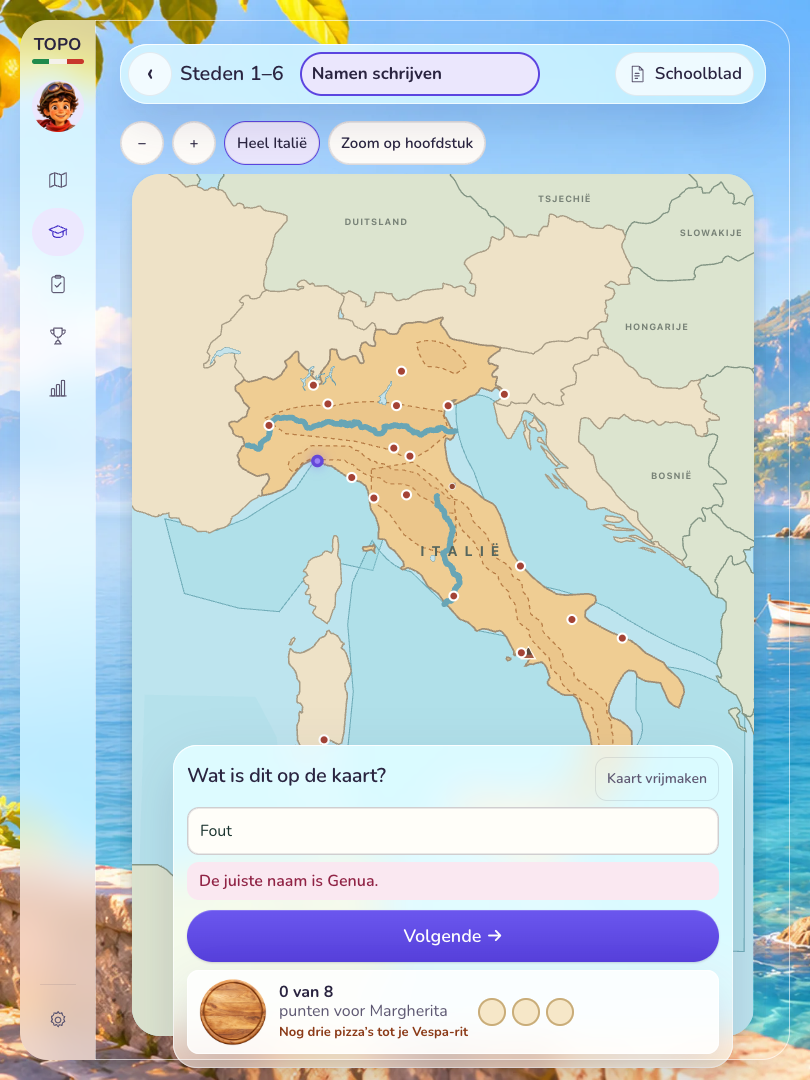 TOPO
‹ Steden 1–6
Namen schrijven
Schoolblad
−
+
Heel Italië
Zoom op hoofdstuk
TSJECHIË
DUITSLAND
SLOWAKIJE
HONGARIJE
BOSNIË
ITALIË
Wat is dit op de kaart?
Kaart vrijmaken
Fout
De juiste naam is Genua.
Volgende →
0 van 8
punten voor Margherita
Nog drie pizza's tot je Vespa-rit